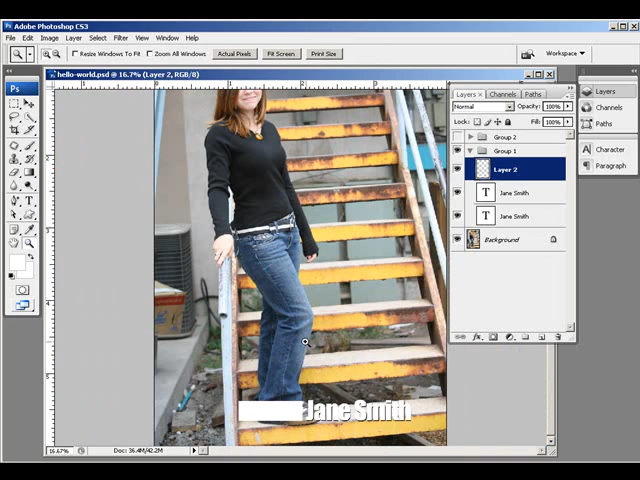 Adobe Photoshop CS3
File Edit Image Layer Select Filter View Window Help
Resize Windows To Fit Zoom All Windows Actual Pixels Fit Screen Print Size Workspace
hello-world.psd @ 16.7% (Layer 2, RGB/8)
Ps
Layers Channels Paths
Normal Opacity: 100%
Lock: Fill: 100%
Group 2
Group 1
Layer 2
T Jane Smith
T Jane Smith
Background
Layers
Channels
Paths
Character
Paragraph
Jane Smith
16.67% Doc: 36.4M/42.2M